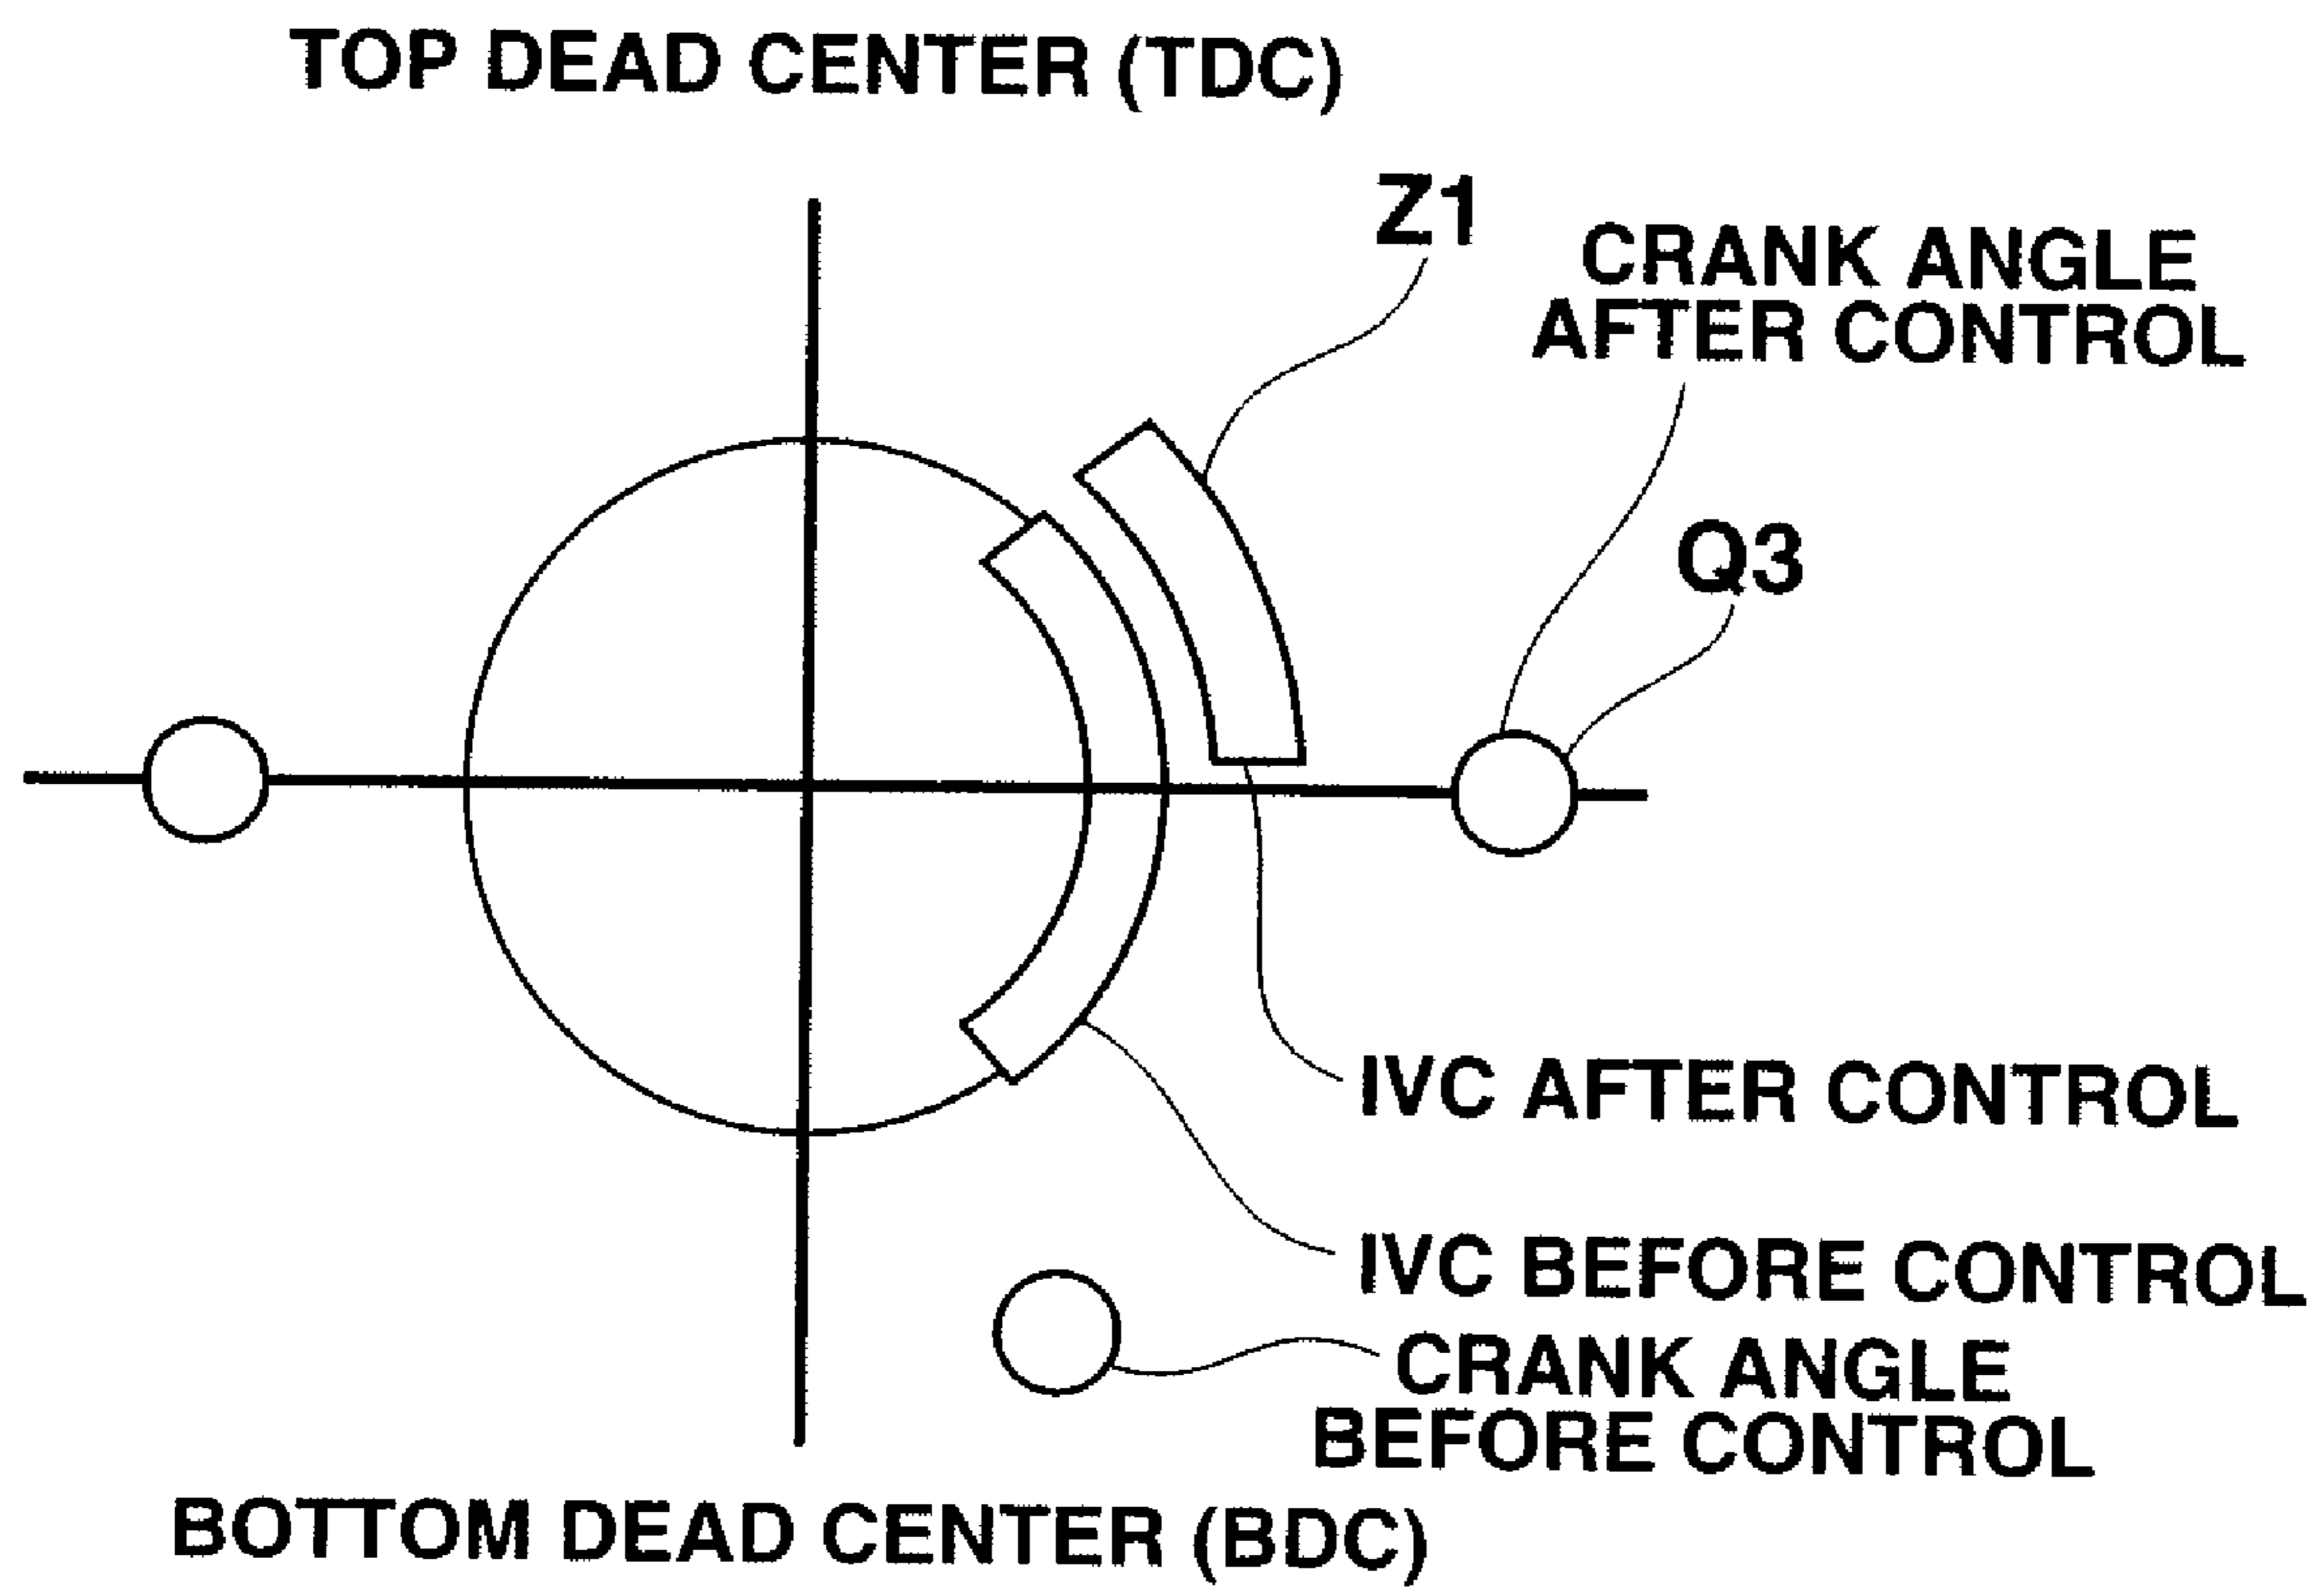 TOP DEAD CENTER (TDC)
Z1
CRANK ANGLE
AFTER CONTROL
Q3
IVC AFTER CONTROL
IVC BEFORE CONTROL
CRANK ANGLE
BEFORE CONTROL
BOTTOM DEAD CENTER (BDC)